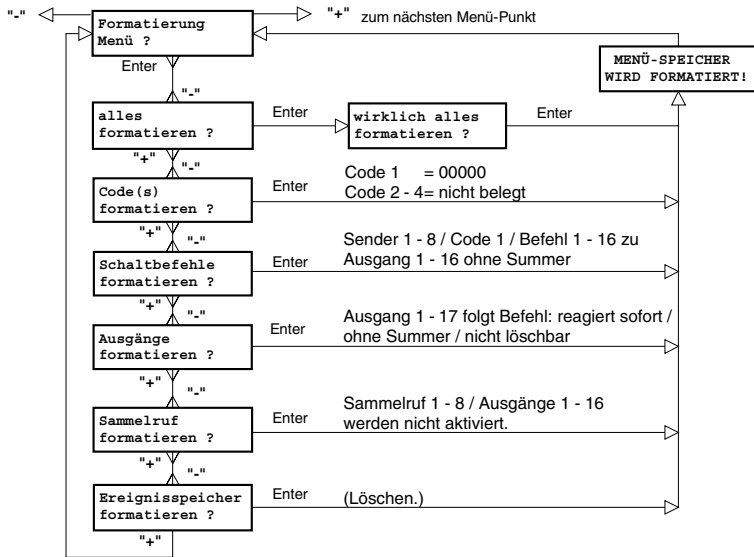 "-"
Formatierung
Menü ?
"+" zum nächsten Menü-Punkt
Enter
"-"
MENÜ-SPEICHER
WIRD FORMATIERT!
alles
formatieren ?
Enter
wirklich alles
formatieren ?
Enter
"+"
"-"
Code(s)
formatieren ?
Enter
Code 1 = 00000
Code 2 - 4= nicht belegt
"+"
"-"
Schaltbefehle
formatieren ?
Enter
Sender 1 - 8 / Code 1 / Befehl 1 - 16 zu
Ausgang 1 - 16 ohne Summer
"+"
"-"
Ausgänge
formatieren ?
Enter
Ausgang 1 - 17 folgt Befehl: reagiert sofort /
ohne Summer / nicht löschbar
"+"
"-"
Sammelruf
formatieren ?
Enter
Sammelruf 1 - 8 / Ausgänge 1 - 16
werden nicht aktiviert.
"+"
"-"
Ereignisspeicher
formatieren ?
Enter
(Löschen.)
"+"